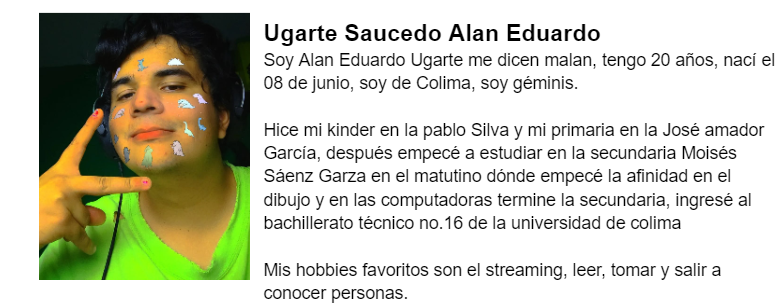 Ugarte Saucedo Alan Eduardo
Soy Alan Eduardo Ugarte me dicen malan, tengo 20 años, nací el
08 de junio, soy de Colima, soy géminis.
Hice mi kinder en la pablo Silva y mi primaria en la José amador
García, después empecé a estudiar en la secundaria Moisés
Sáenz Garza en el matutino dónde empecé la afinidad en el
dibujo y en las computadoras termine la secundaria, ingresé al
bachillerato técnico no.16 de la universidad de colima
Mis hobbies favoritos son el streaming, leer, tomar y salir a
conocer personas.